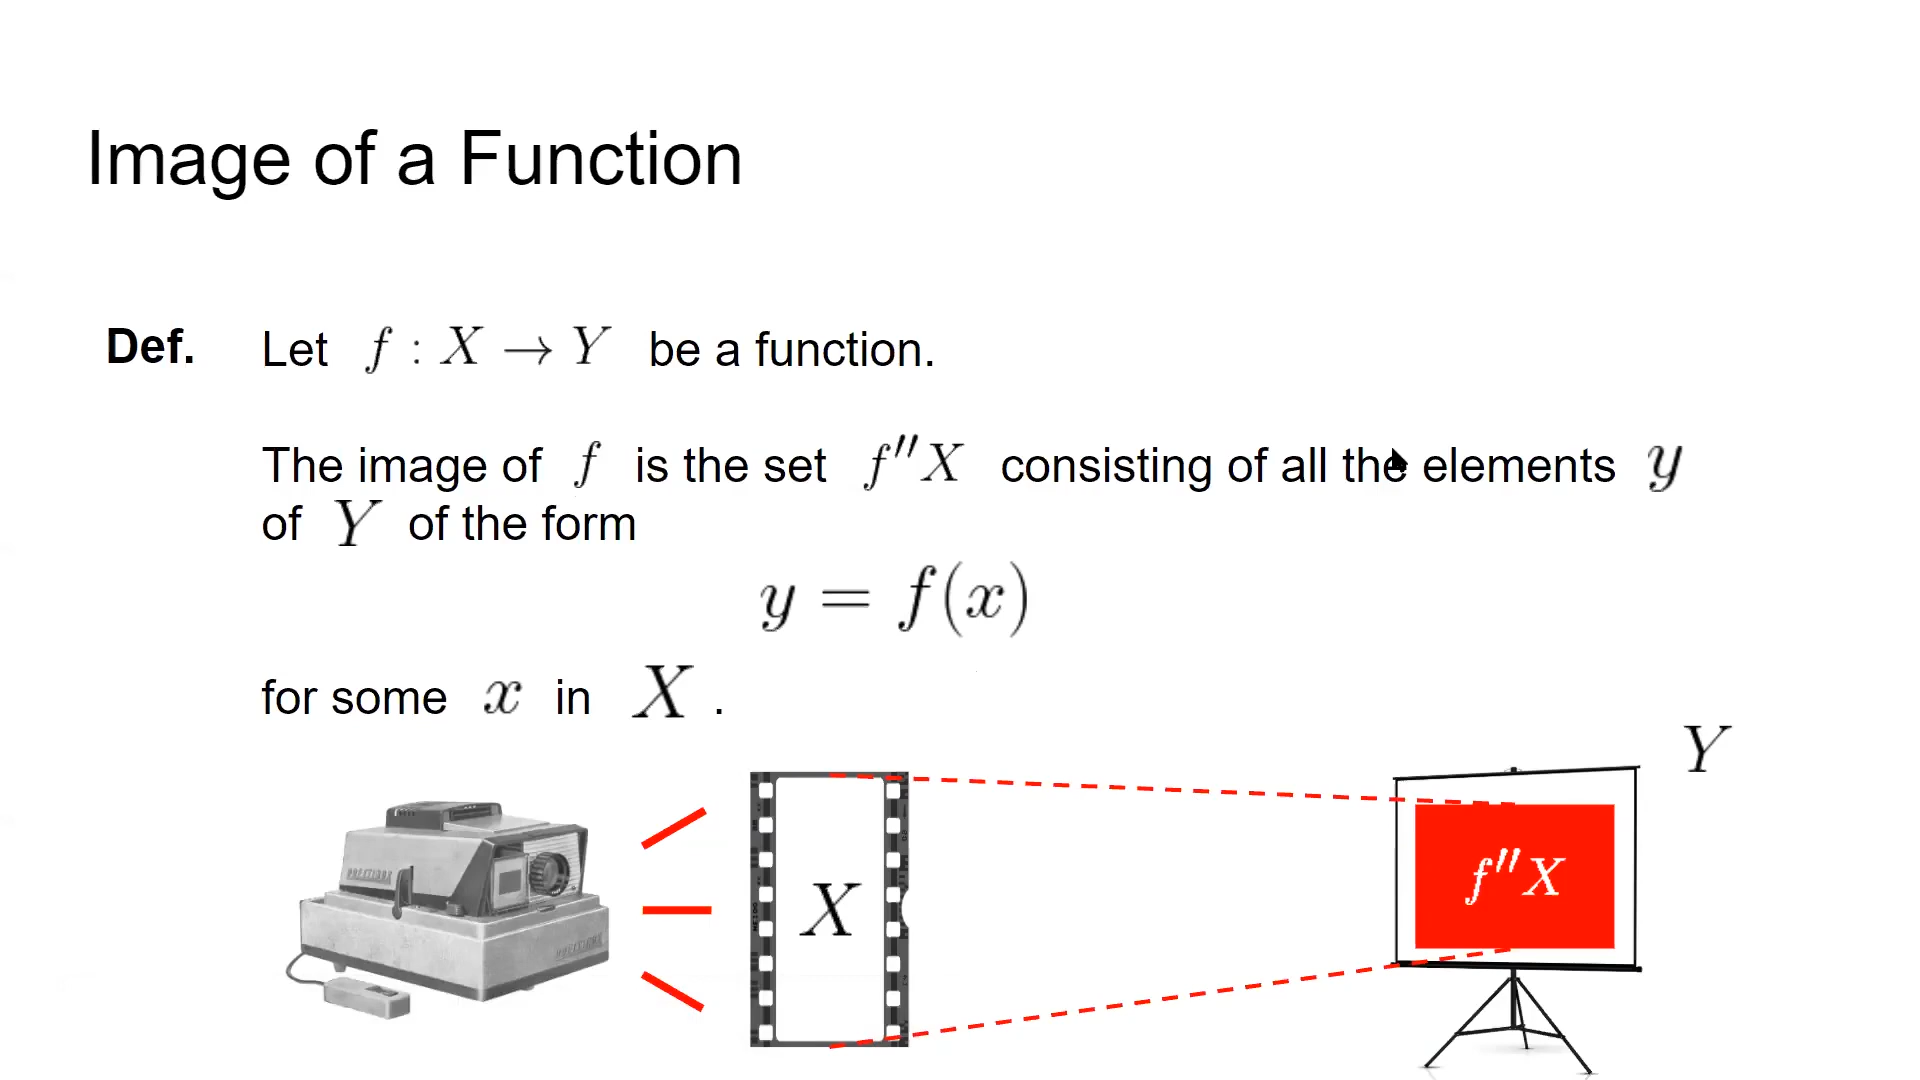 Image of a Function
Def. Let f : X → Y be a function.
The image of f is the set f''X consisting of all the elements y
of Y of the form
y = f(x)
for some x in X .
Y
X
f''X